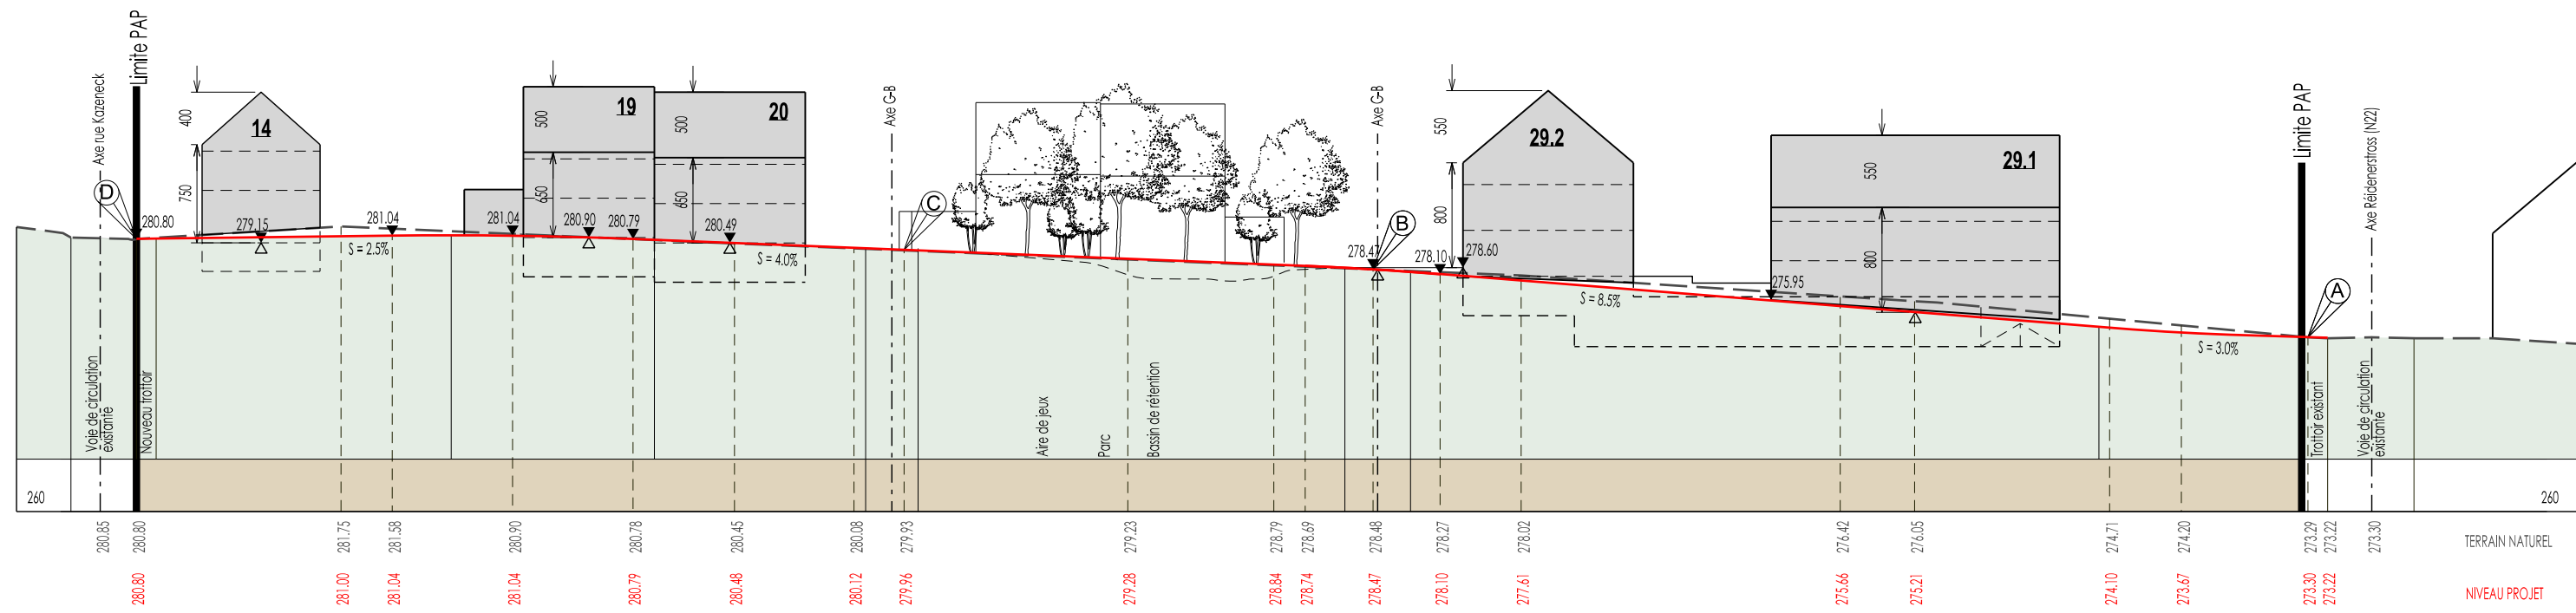 Limite PAP
Axe rue Kazeneck
D
280.80
400
750
14
279.15
S = 2.5%
281.04
281.04
500
650
19
280.90
280.79
500
650
20
280.49
S = 4.0%
Axe G-B
C
Axe G-B
278.47
B
278.10
278.60
550
800
29.2
S = 8.5%
275.95
550
800
29.1
S = 3.0%
Limite PAP
A
Axe Réidenerstross (N22)
Voie de circulation
existante
Nouveau trottoir
Aire de jeux
Parc
Bassin de rétention
Trottoir existant
Voie de circulation
existante
260
260
280.85 280.80 281.75 281.58 280.90 280.78 280.45 280.08 279.93 279.23 278.79 278.69 278.48 278.27 278.02 276.42 276.05 274.71 274.20 273.29 273.22 273.30 TERRAIN NATUREL
280.80 281.00 281.04 281.04 280.79 280.48 280.12 279.96 279.28 278.84 278.74 278.47 278.10 277.61 275.66 275.21 274.10 273.67 273.30 273.22 NIVEAU PROJET